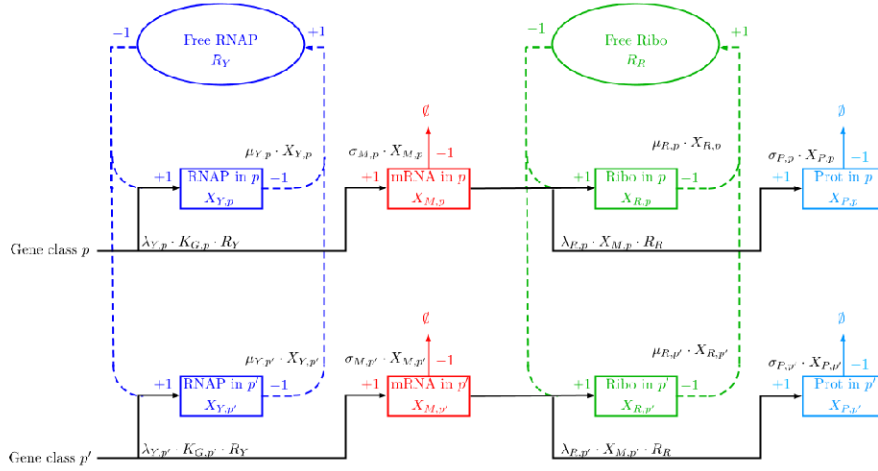 −1 Free RNAP +1
R_Y
−1 Free Ribo +1
R_R
∅
∅
μ_{Y,p} · X_{Y,p}
σ_{M,p} · X_{M,p}
−1
μ_{R,p} · X_{R,p}
σ_{P,p} · X_{P,p}
−1
+1 RNAP in p −1
X_{Y,p}
+1 mRNA in p
X_{M,p}
+1 Ribo in p −1
X_{R,p}
+1 Prot in p
X_{P,p}
Gene class p
λ_{Y,p} · K_{G,p} · R_Y
λ_{R,p} · X_{M,p} · R_R
∅
∅
μ_{Y,p′} · X_{Y,p′}
σ_{M,p′} · X_{M,p′}
−1
μ_{R,p′} · X_{R,p′}
σ_{P,p′} · X_{P,p′}
−1
+1 RNAP in p′ −1
X_{Y,p′}
+1 mRNA in p′
X_{M,p′}
+1 Ribo in p′ −1
X_{R,p′}
+1 Prot in p′
X_{P,p′}
Gene class p′
λ_{Y,p′} · K_{G,p′} · R_Y
λ_{R,p′} · X_{M,p′} · R_R